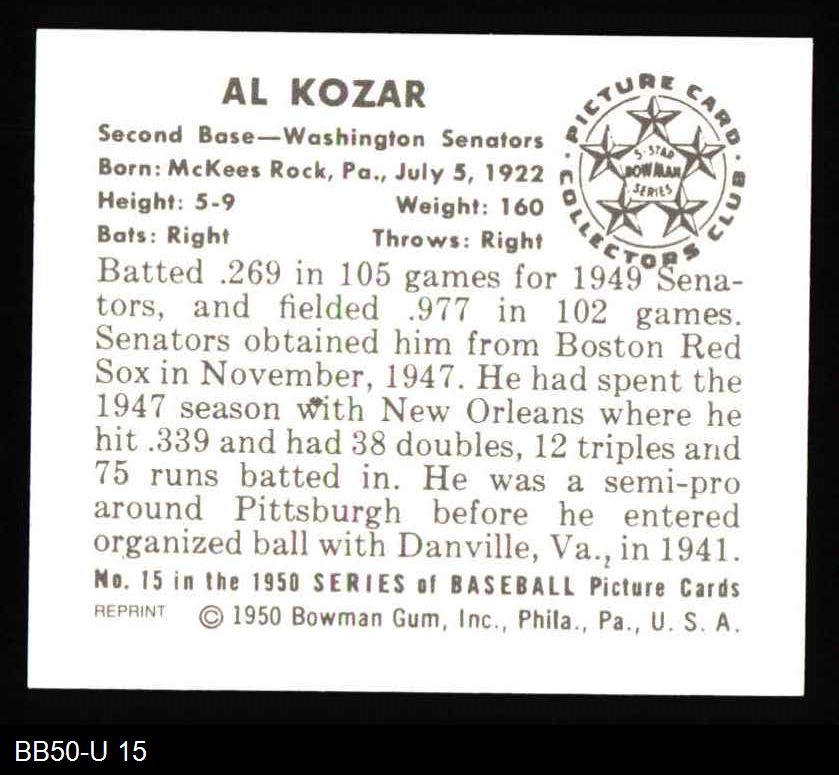 AL KOZAR
Second Base—Washington Senators
Born: McKees Rock, Pa., July 5, 1922
Height: 5-9 Weight: 160
Bats: Right Throws: Right
PICTURE CARD
COLLECTORS CLUB
5-STAR
BOWMAN
SERIES
Batted .269 in 105 games for 1949 Sena-
tors, and fielded .977 in 102 games.
Senators obtained him from Boston Red
Sox in November, 1947. He had spent the
1947 season with New Orleans where he
hit .339 and had 38 doubles, 12 triples and
75 runs batted in. He was a semi-pro
around Pittsburgh before he entered
organized ball with Danville, Va., in 1941.
No. 15 in the 1950 SERIES of BASEBALL Picture Cards
REPRINT © 1950 Bowman Gum, Inc., Phila., Pa., U. S. A.
BB50-U 15